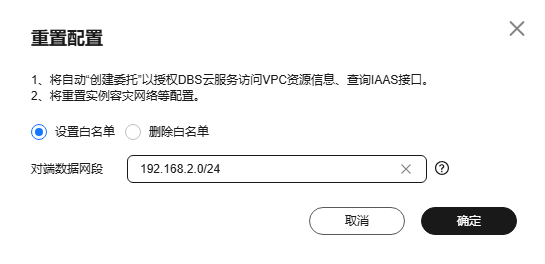 重置配置
1、将自动“创建委托”以授权DBS云服务访问VPC资源信息、查询IAAS接口。
2、将重置实例容灾网络等配置。
设置白名单 删除白名单
对端数据网段 192.168.2.0/24
取消 确定